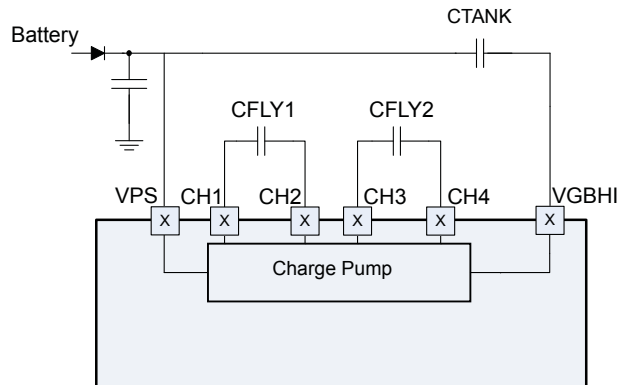 CTANK
Battery
CFLY1 CFLY2
VPS CH1 CH2 CH3 CH4 VGBHI
X X X X X X
Charge Pump